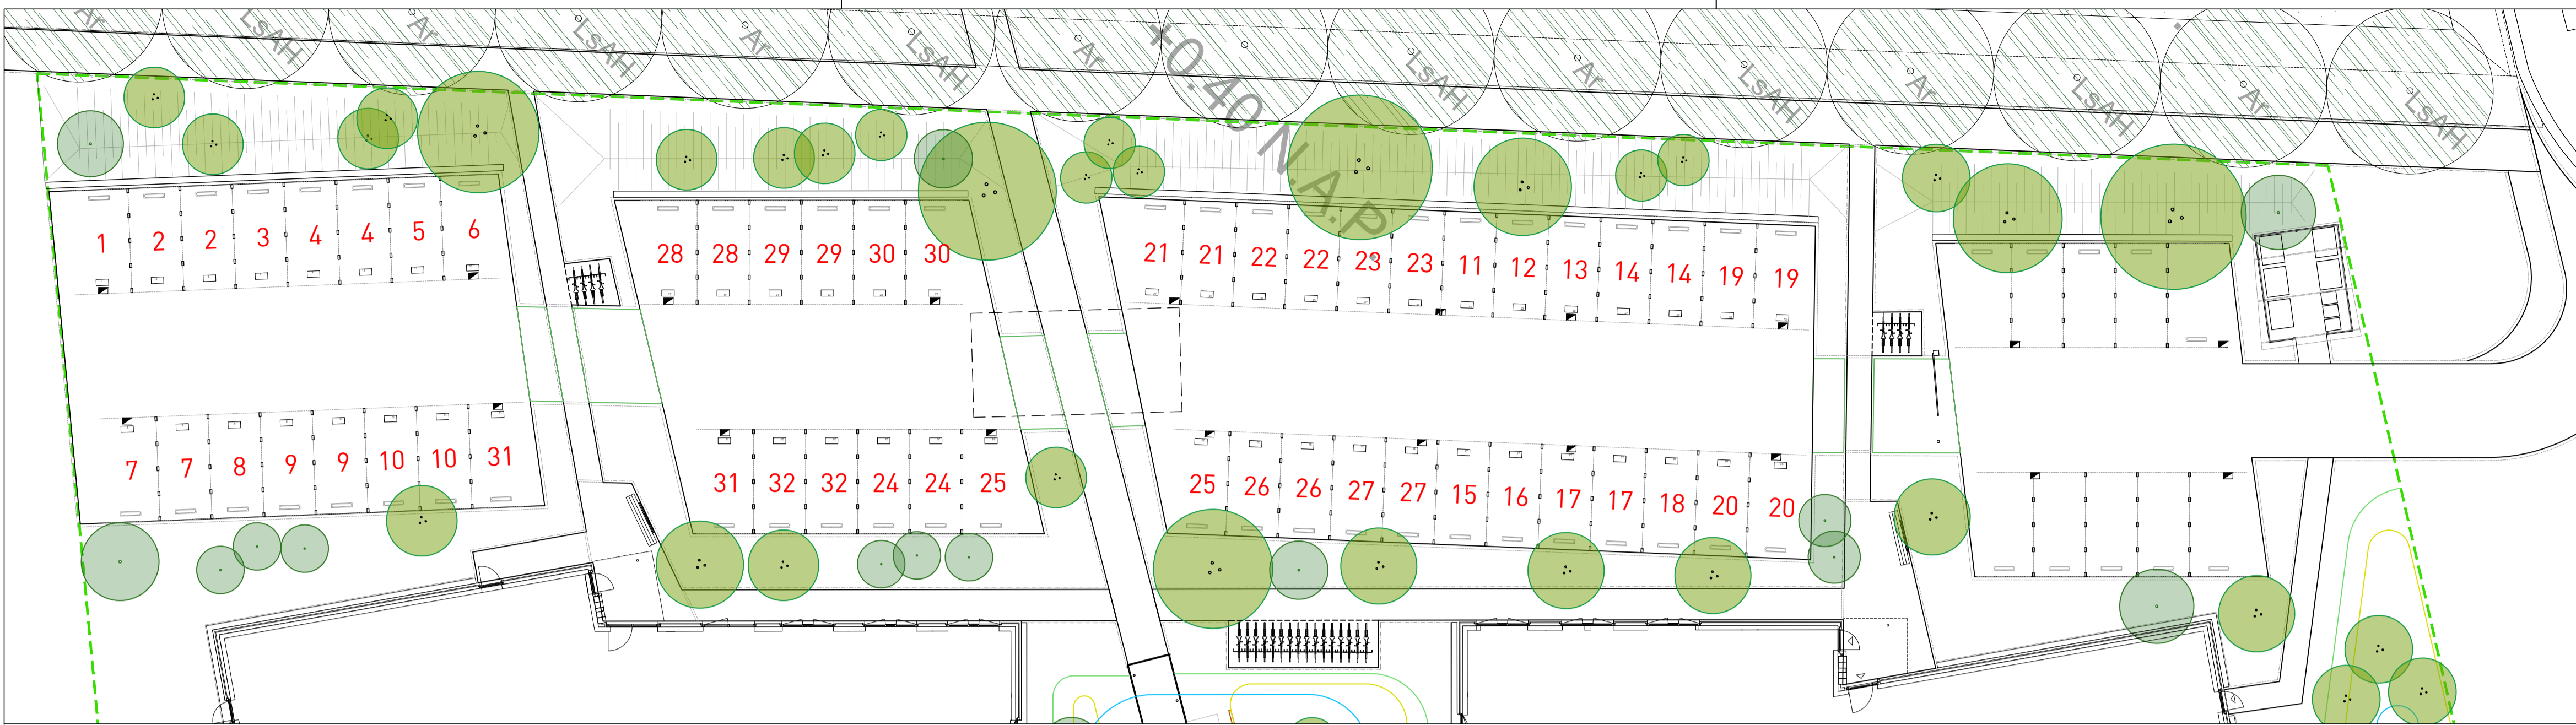 Ar LsAH Ar LsAH Ar LsAH Ar LsAH Ar LsAH Ar LsAH Ar LsAH
+0.40 N.A.P.
1 2 2 3 4 4 5 6
28 28 29 29 30 30
21 21 22 22 23 23 11 12 13 14 14 19 19
7 7 8 9 9 10 10 31
31 32 32 24 24 25
25 26 26 27 27 15 16 17 17 18 20 20